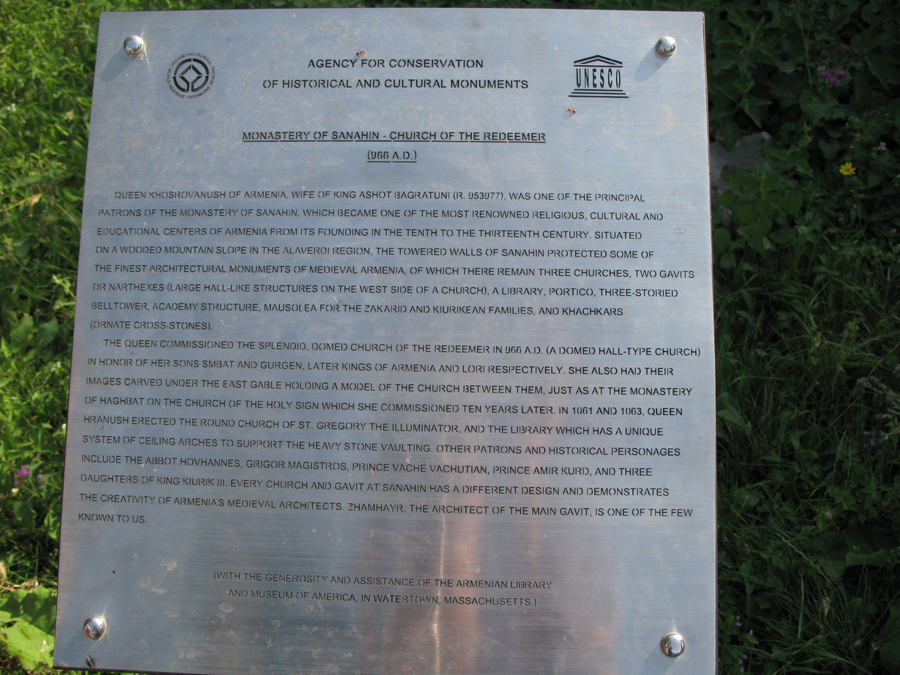 AGENCY FOR CONSERVATION
OF HISTORICAL AND CULTURAL MONUMENTS
UNESCO
MONASTERY OF SANAHIN - CHURCH OF THE REDEEMER
(966 A.D.)
QUEEN KHOSROVANUSH OF ARMENIA, WIFE OF KING ASHOT BAGRATUNI (R. 953977), WAS ONE OF THE PRINCIPAL
PATRONS OF THE MONASTERY OF SANAHIN, WHICH BECAME ONE OF THE MOST RENOWNED RELIGIOUS, CULTURAL AND
EDUCATIONAL CENTERS OF ARMENIA FROM ITS FOUNDING IN THE TENTH TO THE THIRTEENTH CENTURY. SITUATED
ON A WOODED MOUNTAIN SLOPE IN THE ALAVERDI REGION, THE TOWERED WALLS OF SANAHIN PROTECTED SOME OF
THE FINEST ARCHITECTURAL MONUMENTS OF MEDIEVAL ARMENIA, OF WHICH THERE REMAIN THREE CHURCHES, TWO GAVITS
OR NARTHEXES (LARGE HALL-LIKE STRUCTURES ON THE WEST SIDE OF A CHURCH), A LIBRARY, PORTICO, THREE-STORIED
BELLTOWER, ACADEMY STRUCTURE, MAUSOLEA FOR THE ZAKARID AND KIURIKEAN FAMILIES, AND KHACHKARS
(ORNATE CROSS-STONES).
THE QUEEN COMMISSIONED THE SPLENDID, DOMED CHURCH OF THE REDEEMER IN 966 A.D. (A DOMED HALL-TYPE CHURCH)
IN HONOR OF HER SONS SMBAT AND GURGEN, LATER KINGS OF ARMENIA AND LORI RESPECTIVELY. SHE ALSO HAD THEIR
IMAGES CARVED UNDER THE EAST GABLE HOLDING A MODEL OF THE CHURCH BETWEEN THEM, JUST AS AT THE MONASTERY
OF HAGHBAT ON THE CHURCH OF THE HOLY SIGN WHICH SHE COMMISSIONED TEN YEARS LATER. IN 1061 AND 1063, QUEEN
HRANUSH ERECTED THE ROUND CHURCH OF ST. GREGORY THE ILLUMINATOR, AND THE LIBRARY WHICH HAS A UNIQUE
SYSTEM OF CEILING ARCHES TO SUPPORT THE HEAVY STONE VAULTING. OTHER PATRONS AND HISTORICAL PERSONAGES
INCLUDE THE ABBOT HOVHANNES, GRIGOR MAGISTROS, PRINCE VACHE VACHUTIAN, PRINCE AMIR KURD, AND THREE
DAUGHTERS OF KING KIURIK III. EVERY CHURCH AND GAVIT AT SANAHIN HAS A DIFFERENT DESIGN AND DEMONSTRATES
THE CREATIVITY OF ARMENIA'S MEDIEVAL ARCHITECTS. ZHAMHAYR, THE ARCHITECT OF THE MAIN GAVIT, IS ONE OF THE FEW
KNOWN TO US.
(WITH THE GENEROSITY AND ASSISTANCE OF THE ARMENIAN LIBRARY
AND MUSEUM OF AMERICA, IN WATERTOWN, MASSACHUSETTS.)